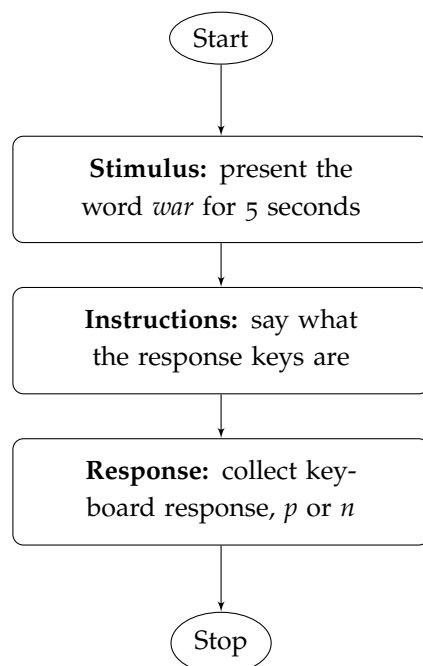 Start
Stimulus: present the
word war for 5 seconds
Instructions: say what
the response keys are
Response: collect key-
board response, p or n
Stop